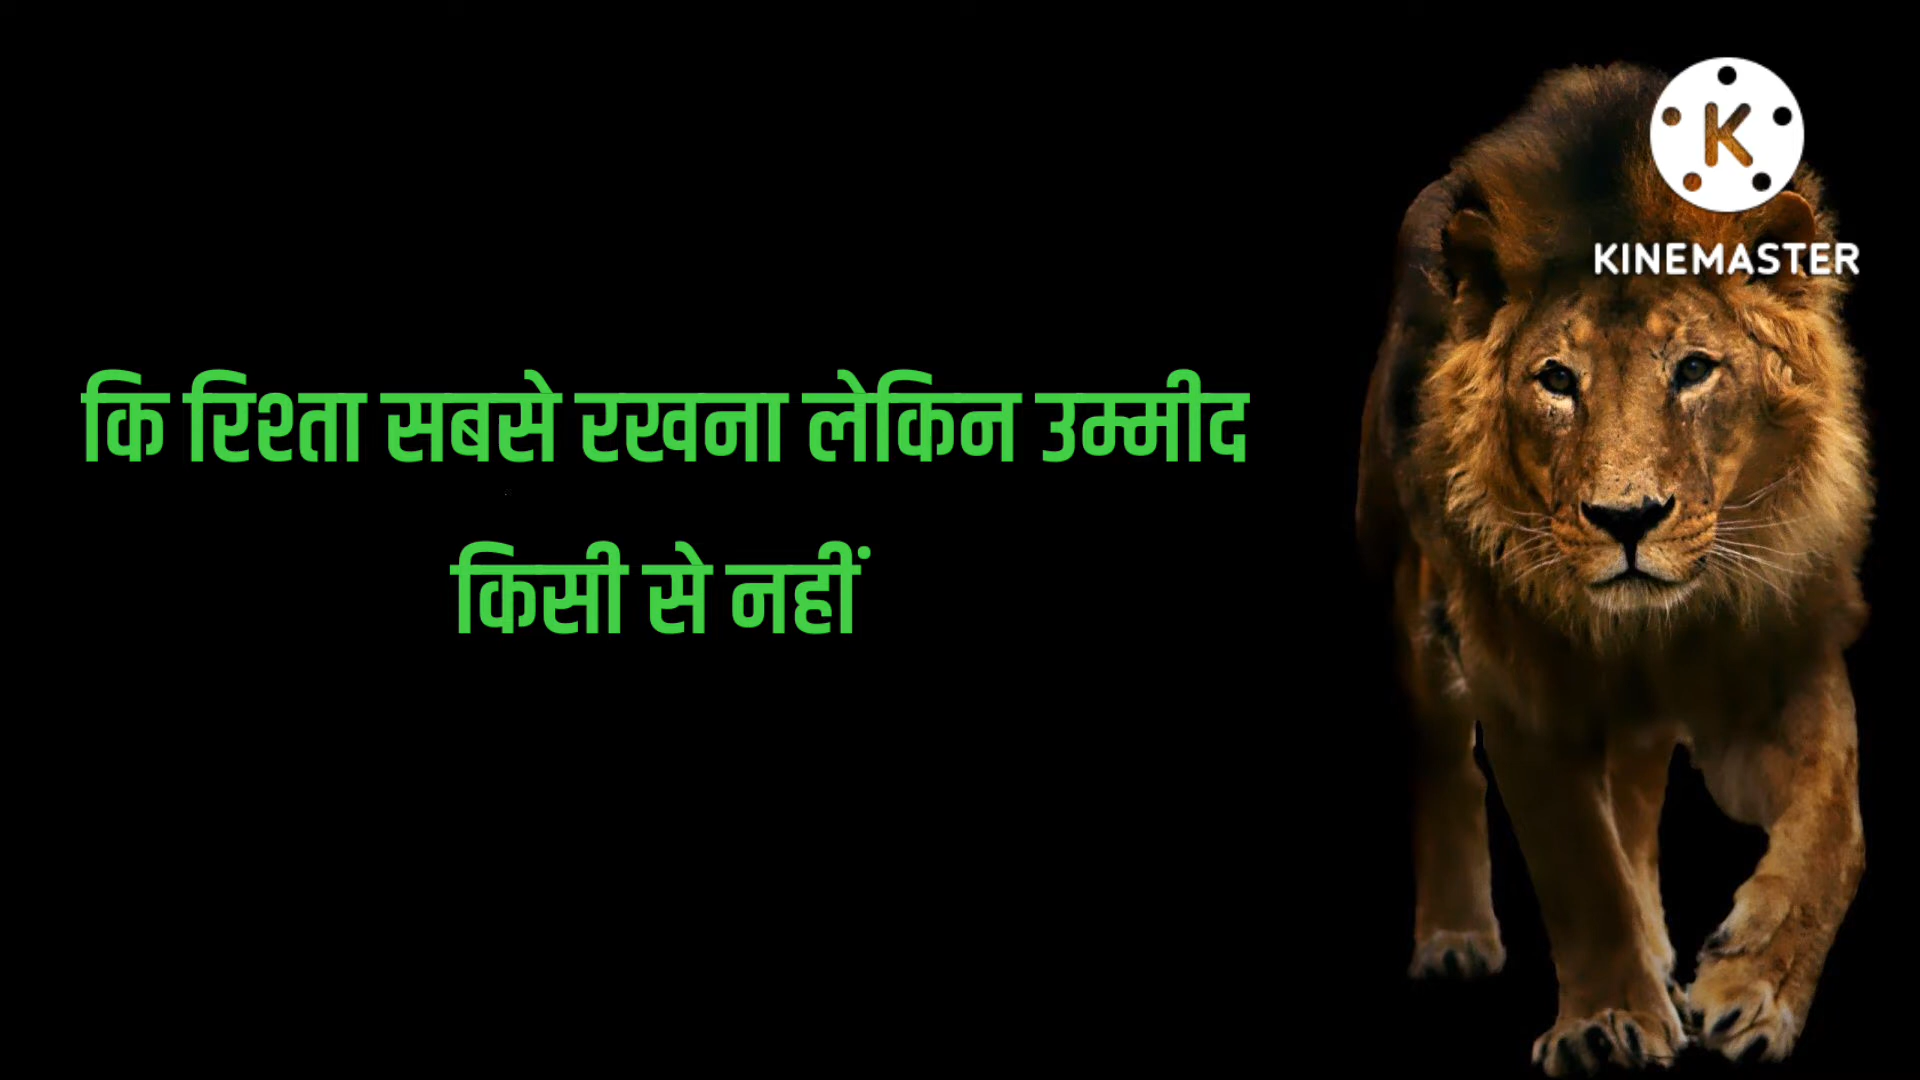 KINEMASTER
कि रिश्ता सबसे रखना लेकिन उम्मीद
किसी से नहीं